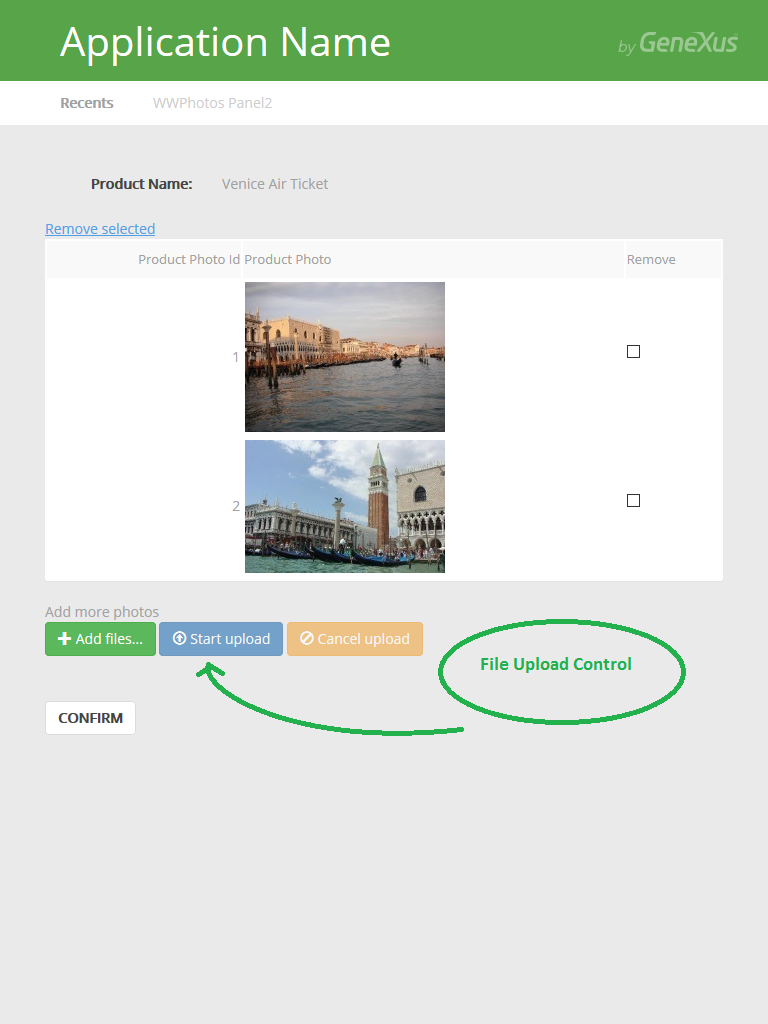 Application Name
by GeneXus
Recents WWPhotos Panel2
Product Name: Venice Air Ticket
Remove selected
Product Photo Id Product Photo Remove
1
2
Add more photos
Add files... Start upload Cancel upload
File Upload Control
CONFIRM